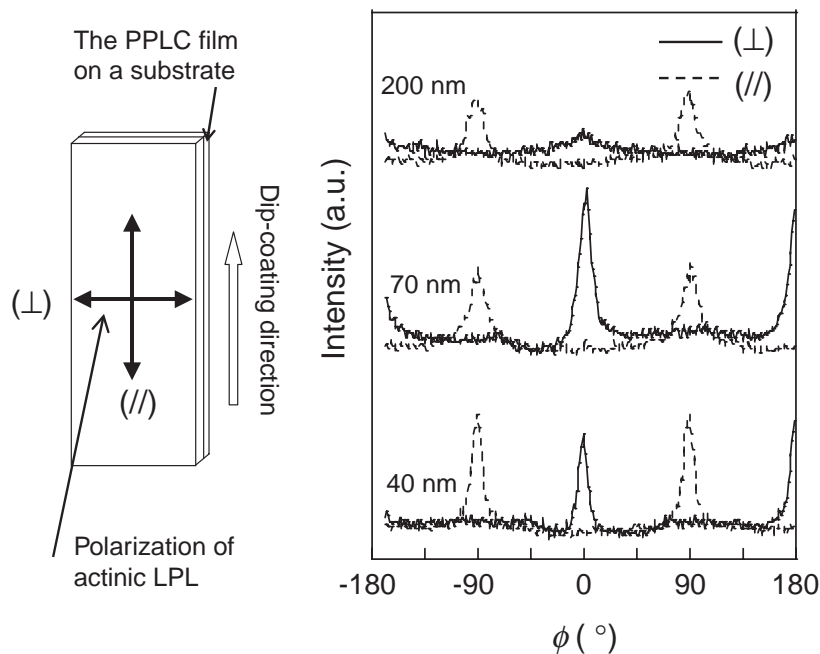 The PPLC film
on a substrate
Dip-coating direction
(⊥)
(//)
Polarization of
actinic LPL
Intensity (a.u.)
(⊥)
(//)
200 nm
70 nm
40 nm
-180 -90 0 90 180
ϕ ( °)